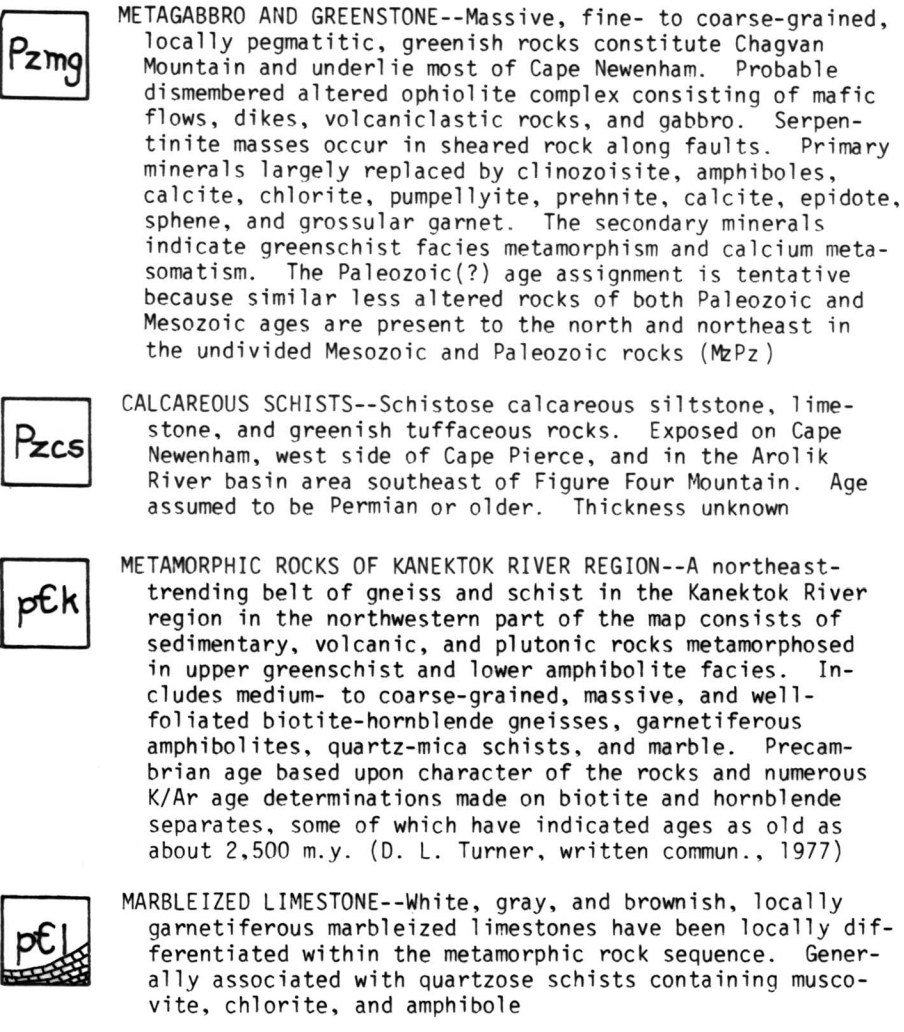 Pzmg
METAGABBRO AND GREENSTONE--Massive, fine- to coarse-grained,
locally pegmatitic, greenish rocks constitute Chagvan
Mountain and underlie most of Cape Newenham. Probable
dismembered altered ophiolite complex consisting of mafic
flows, dikes, volcaniclastic rocks, and gabbro. Serpen-
tinite masses occur in sheared rock along faults. Primary
minerals largely replaced by clinozoisite, amphiboles,
calcite, chlorite, pumpellyite, prehnite, calcite, epidote,
sphene, and grossular garnet. The secondary minerals
indicate greenschist facies metamorphism and calcium meta-
somatism. The Paleozoic(?) age assignment is tentative
because similar less altered rocks of both Paleozoic and
Mesozoic ages are present to the north and northeast in
the undivided Mesozoic and Paleozoic rocks (MzPz)
Pzcs
CALCAREOUS SCHISTS--Schistose calcareous siltstone, lime-
stone, and greenish tuffaceous rocks. Exposed on Cape
Newenham, west side of Cape Pierce, and in the Arolik
River basin area southeast of Figure Four Mountain. Age
assumed to be Permian or older. Thickness unknown
p€k
METAMORPHIC ROCKS OF KANEKTOK RIVER REGION--A northeast-
trending belt of gneiss and schist in the Kanektok River
region in the northwestern part of the map consists of
sedimentary, volcanic, and plutonic rocks metamorphosed
in upper greenschist and lower amphibolite facies. In-
cludes medium- to coarse-grained, massive, and well-
foliated biotite-hornblende gneisses, garnetiferous
amphibolites, quartz-mica schists, and marble. Precam-
brian age based upon character of the rocks and numerous
K/Ar age determinations made on biotite and hornblende
separates, some of which have indicated ages as old as
about 2,500 m.y. (D. L. Turner, written commun., 1977)
p€l
MARBLEIZED LIMESTONE--White, gray, and brownish, locally
garnetiferous marbleized limestones have been locally dif-
ferentiated within the metamorphic rock sequence. Gener-
ally associated with quartzose schists containing musco-
vite, chlorite, and amphibole